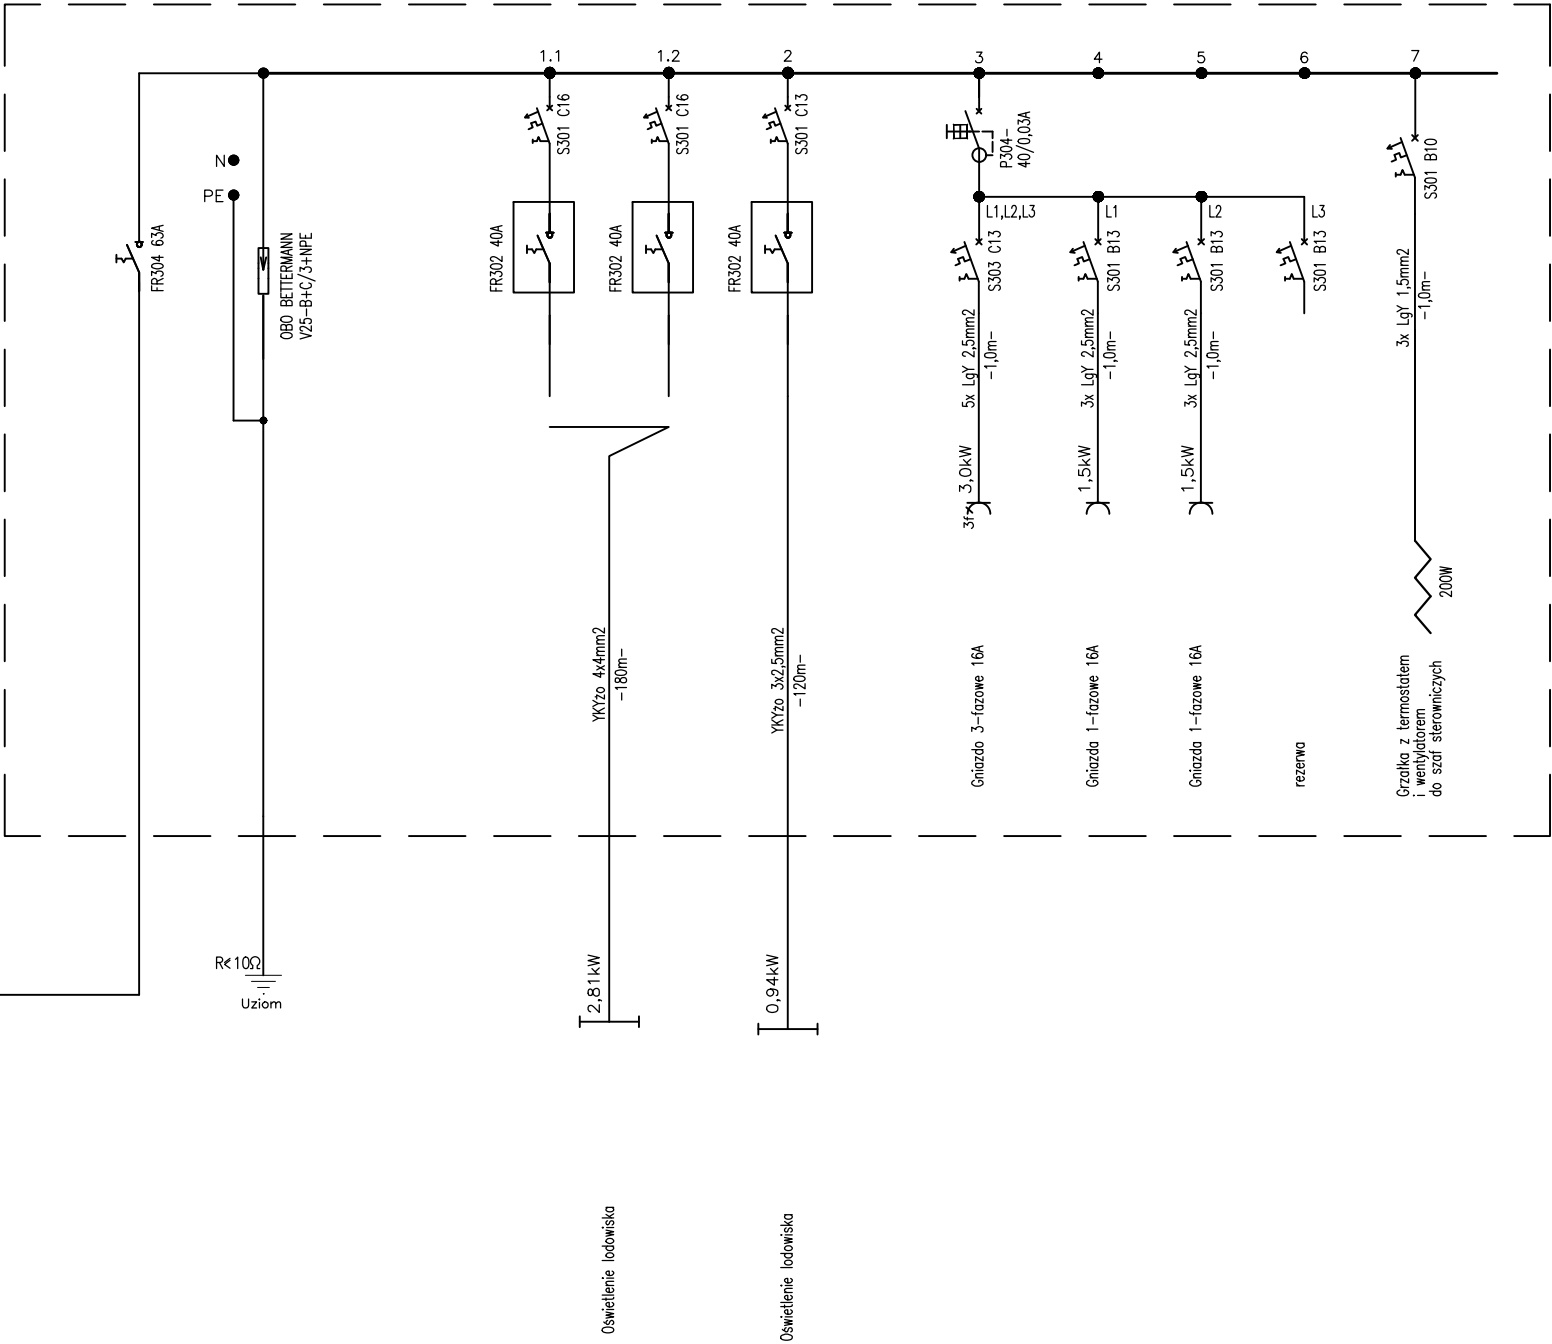 1.1
1.2
2
3
4
5
6
7
N
PE
FR304 63A
OBO BETTERMANN
V25-B+C/3+NPE
S301 C16
S301 C16
S301 C13
FR302 40A
FR302 40A
FR302 40A
P304-
40/0,03A
L1,L2,L3
L1
L2
L3
S303 C13
S301 B13
S301 B13
S301 B13
S301 B10
5x LgY 2,5mm2
-1,0m-
3x LgY 2,5mm2
-1,0m-
3x LgY 2,5mm2
-1,0m-
3x LgY 1,5mm2
-1,0m-
3,0kW
1,5kW
1,5kW
3f
200W
YKYżo 4x4mm2
-180m-
YKYżo 3x2,5mm2
-120m-
Gniazdo 3-fazowe 16A
Gniazda 1-fazowe 16A
Gniazda 1-fazowe 16A
rezerwa
Grzałka z termostatem
i wentylatorem
do szaf sterowniczych
R<10Ω
Uziom
2,81kW
0,94kW
Oświetlenie lodowiska
Oświetlenie lodowiska